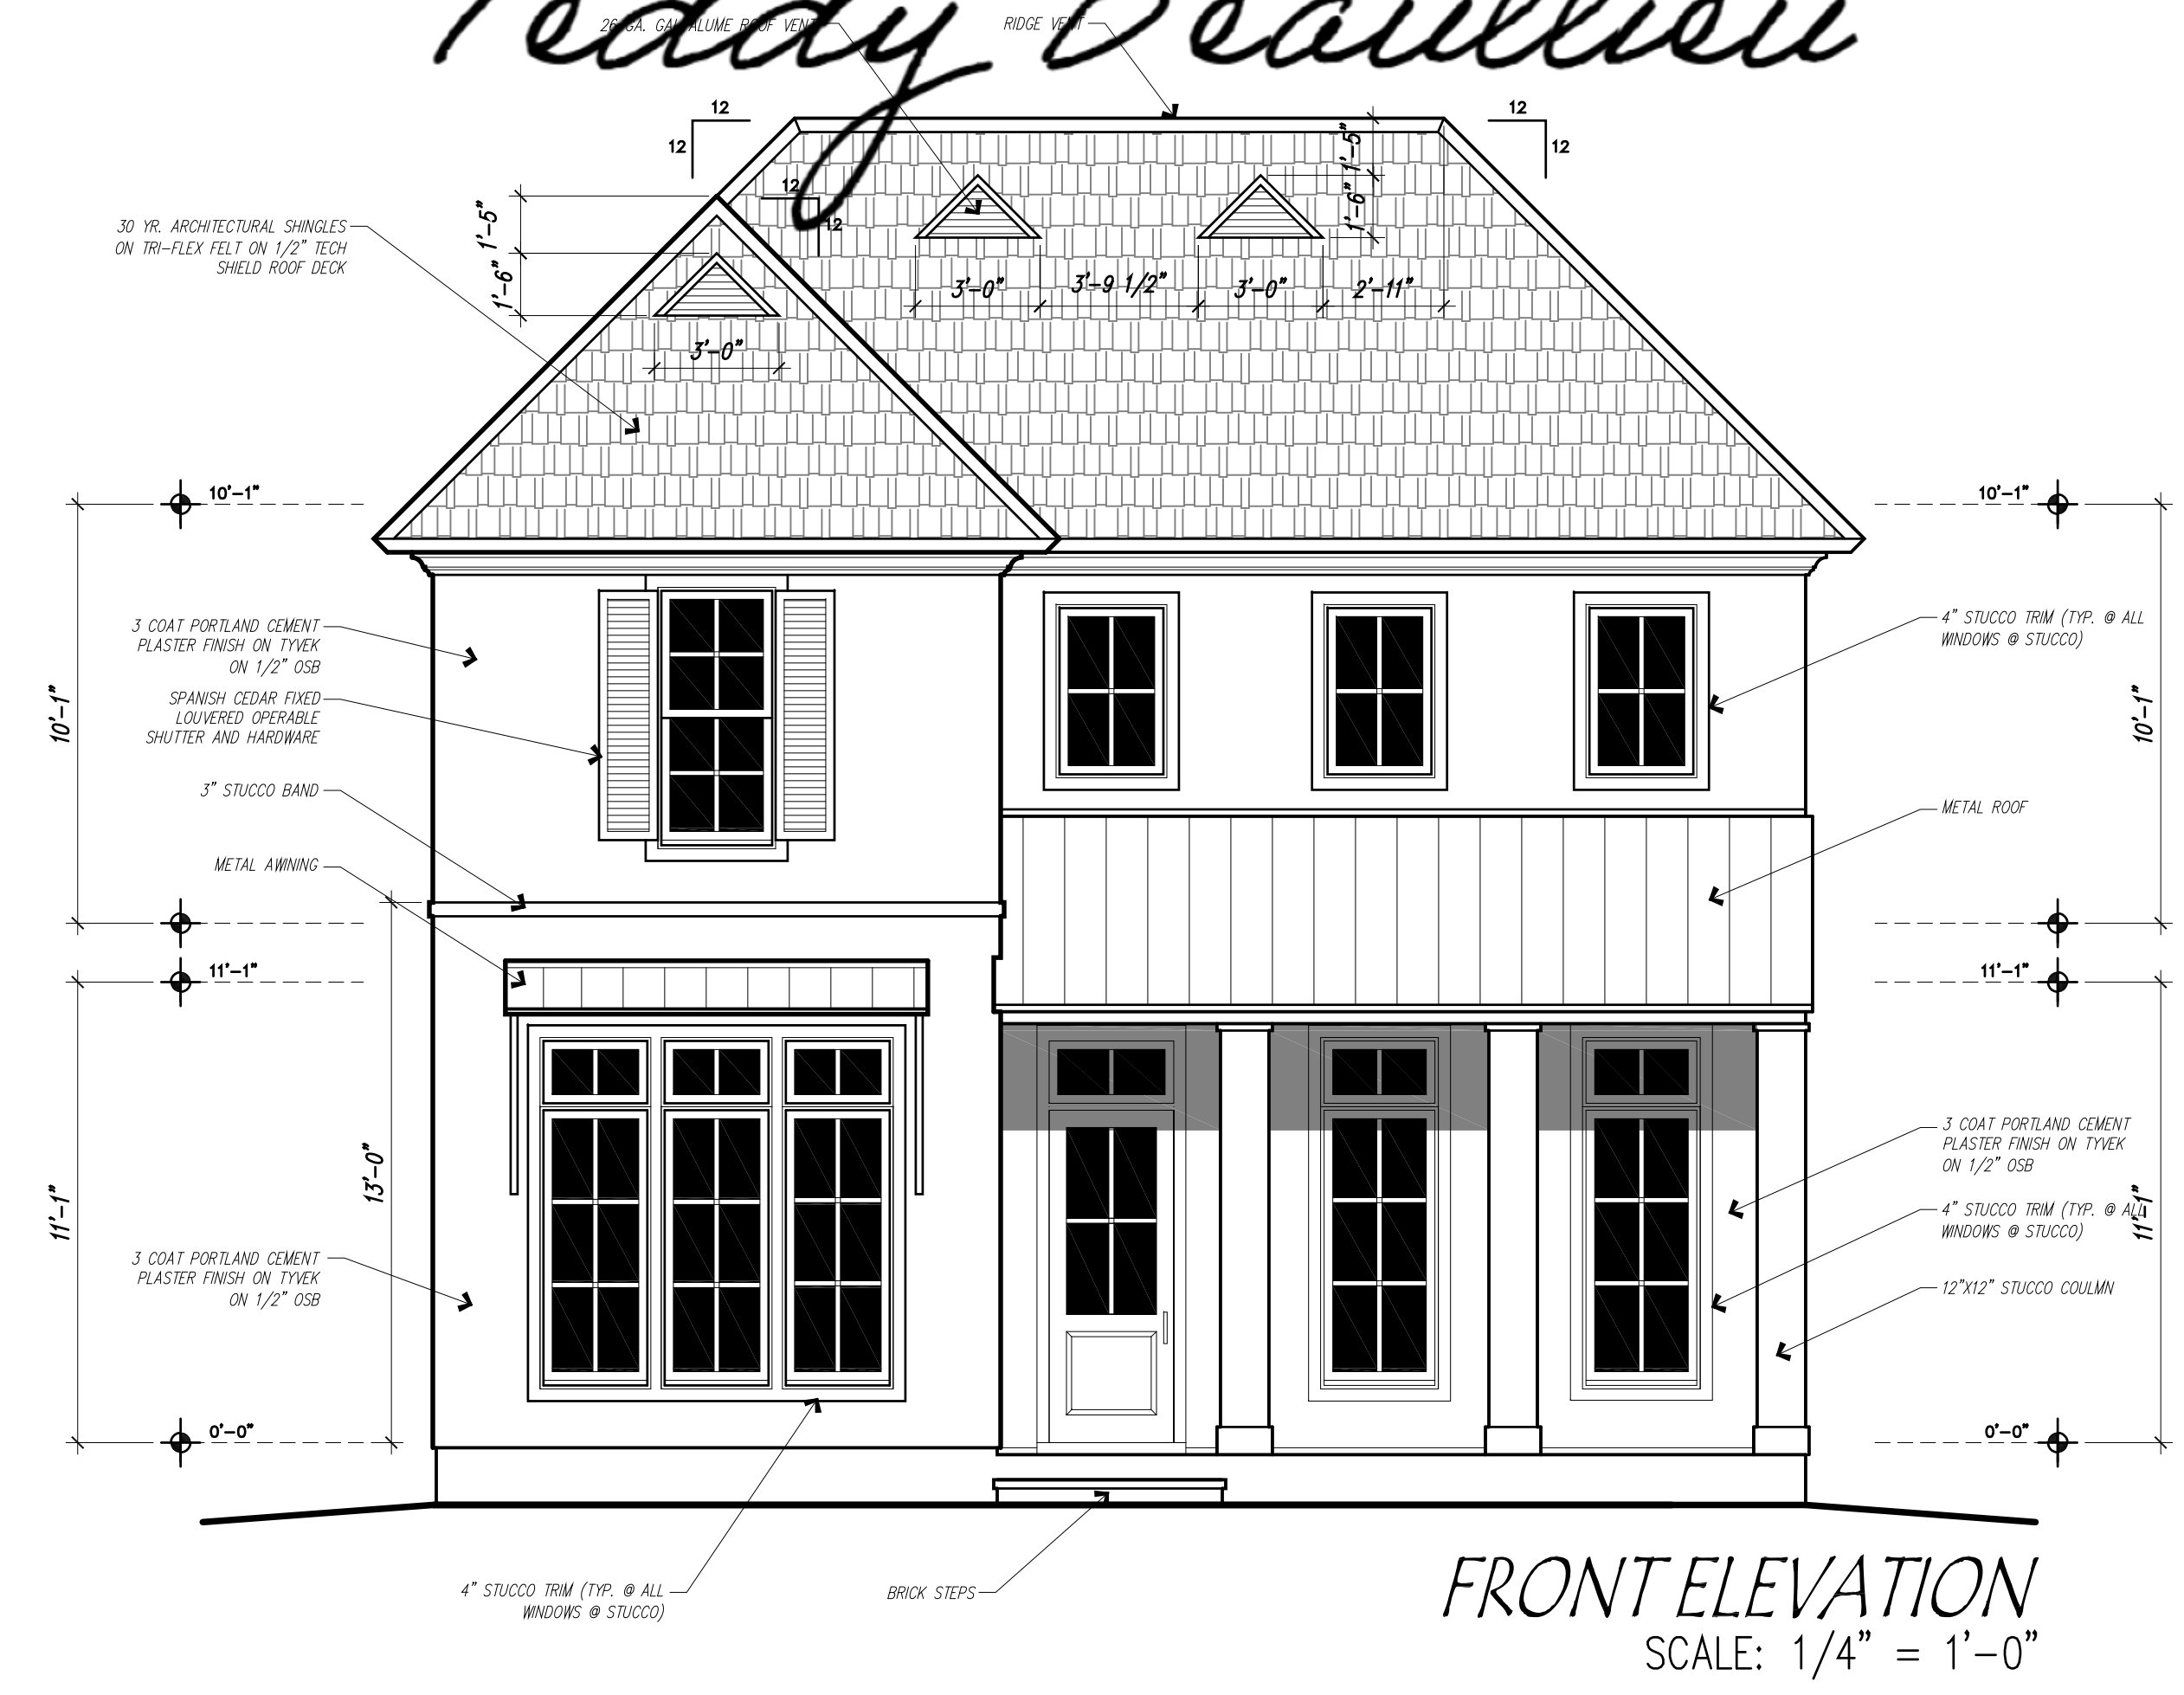 Teddy Beaullieu
26 GA. GALVALUME ROOF VENT
RIDGE VENT
12
12
12
12
12
12
30 YR. ARCHITECTURAL SHINGLES
ON TRI-FLEX FELT ON 1/2" TECH
SHIELD ROOF DECK
1'-5"
1'-6"
3'-0"
1'-5"
1'-6"
3'-0"
3'-9 1/2"
3'-0"
2'-11"
10'-1"
10'-1"
3 COAT PORTLAND CEMENT
PLASTER FINISH ON TYVEK
ON 1/2" OSB
SPANISH CEDAR FIXED
LOUVERED OPERABLE
SHUTTER AND HARDWARE
3" STUCCO BAND
METAL AWINING
10'-1"
4" STUCCO TRIM (TYP. @ ALL
WINDOWS @ STUCCO)
10'-1"
METAL ROOF
11'-1"
11'-1"
11'-1"
13'-0"
3 COAT PORTLAND CEMENT
PLASTER FINISH ON TYVEK
ON 1/2" OSB
3 COAT PORTLAND CEMENT
PLASTER FINISH ON TYVEK
ON 1/2" OSB
4" STUCCO TRIM (TYP. @ ALL
WINDOWS @ STUCCO)
11'-1"
12"X12" STUCCO COULMN
0'-0"
0'-0"
4" STUCCO TRIM (TYP. @ ALL
WINDOWS @ STUCCO)
BRICK STEPS
FRONT ELEVATION
SCALE: 1/4" = 1'-0"